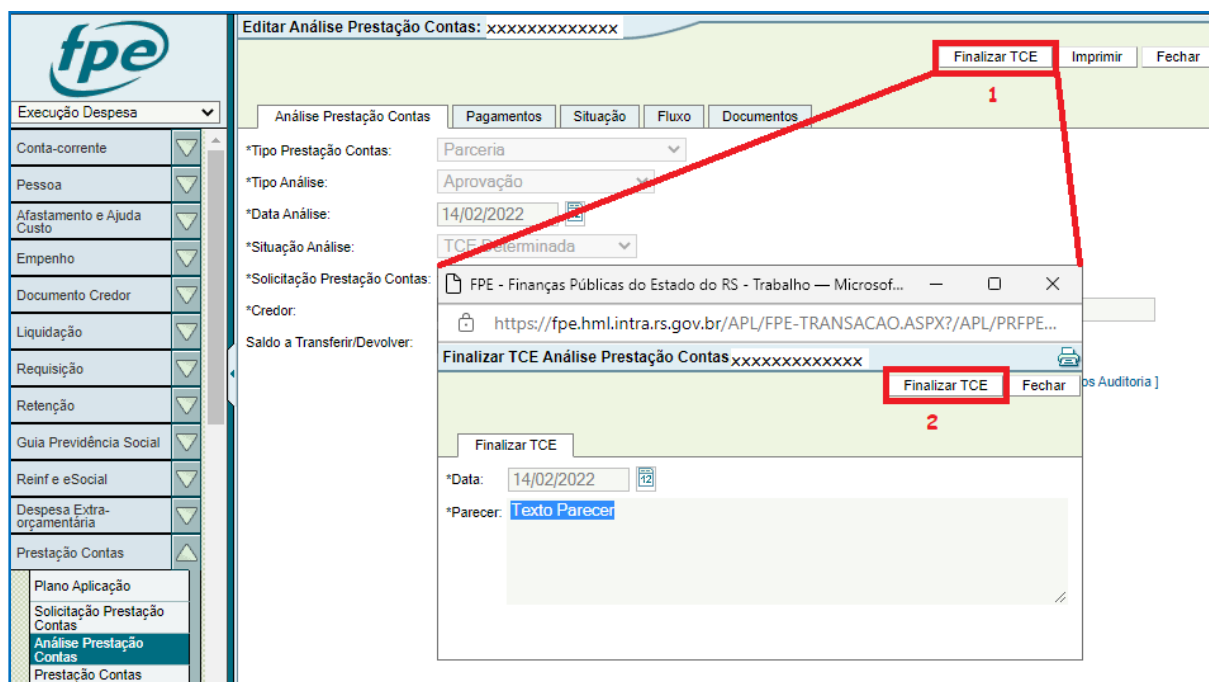 fpe
Execução Despesa
Conta-corrente
Pessoa
Afastamento e Ajuda
Custo
Empenho
Documento Credor
Liquidação
Requisição
Retenção
Guia Previdência Social
Reinf e eSocial
Despesa Extra-
orçamentária
Prestação Contas
Plano Aplicação
Solicitação Prestação
Contas
Análise Prestação
Contas
Prestação Contas
Editar Análise Prestação Contas: xxxxxxxxxxxxx
Finalizar TCE Imprimir Fechar
1
Análise Prestação Contas Pagamentos Situação Fluxo Documentos
*Tipo Prestação Contas: Parceria
*Tipo Análise: Aprovação
*Data Análise: 14/02/2022 12
*Situação Análise: TCE Determinada
*Solicitação Prestação Contas:
*Credor:
Saldo a Transferir/Devolver:
os Auditoria ]
FPE - Finanças Públicas do Estado do RS - Trabalho — Microsof...
https://fpe.hml.intra.rs.gov.br/APL/FPE-TRANSACAO.ASPX?/APL/PRFPE...
Finalizar TCE Análise Prestação Contas xxxxxxxxxxxxx
Finalizar TCE Fechar
2
Finalizar TCE
*Data: 14/02/2022 12
*Parecer: Texto Parecer